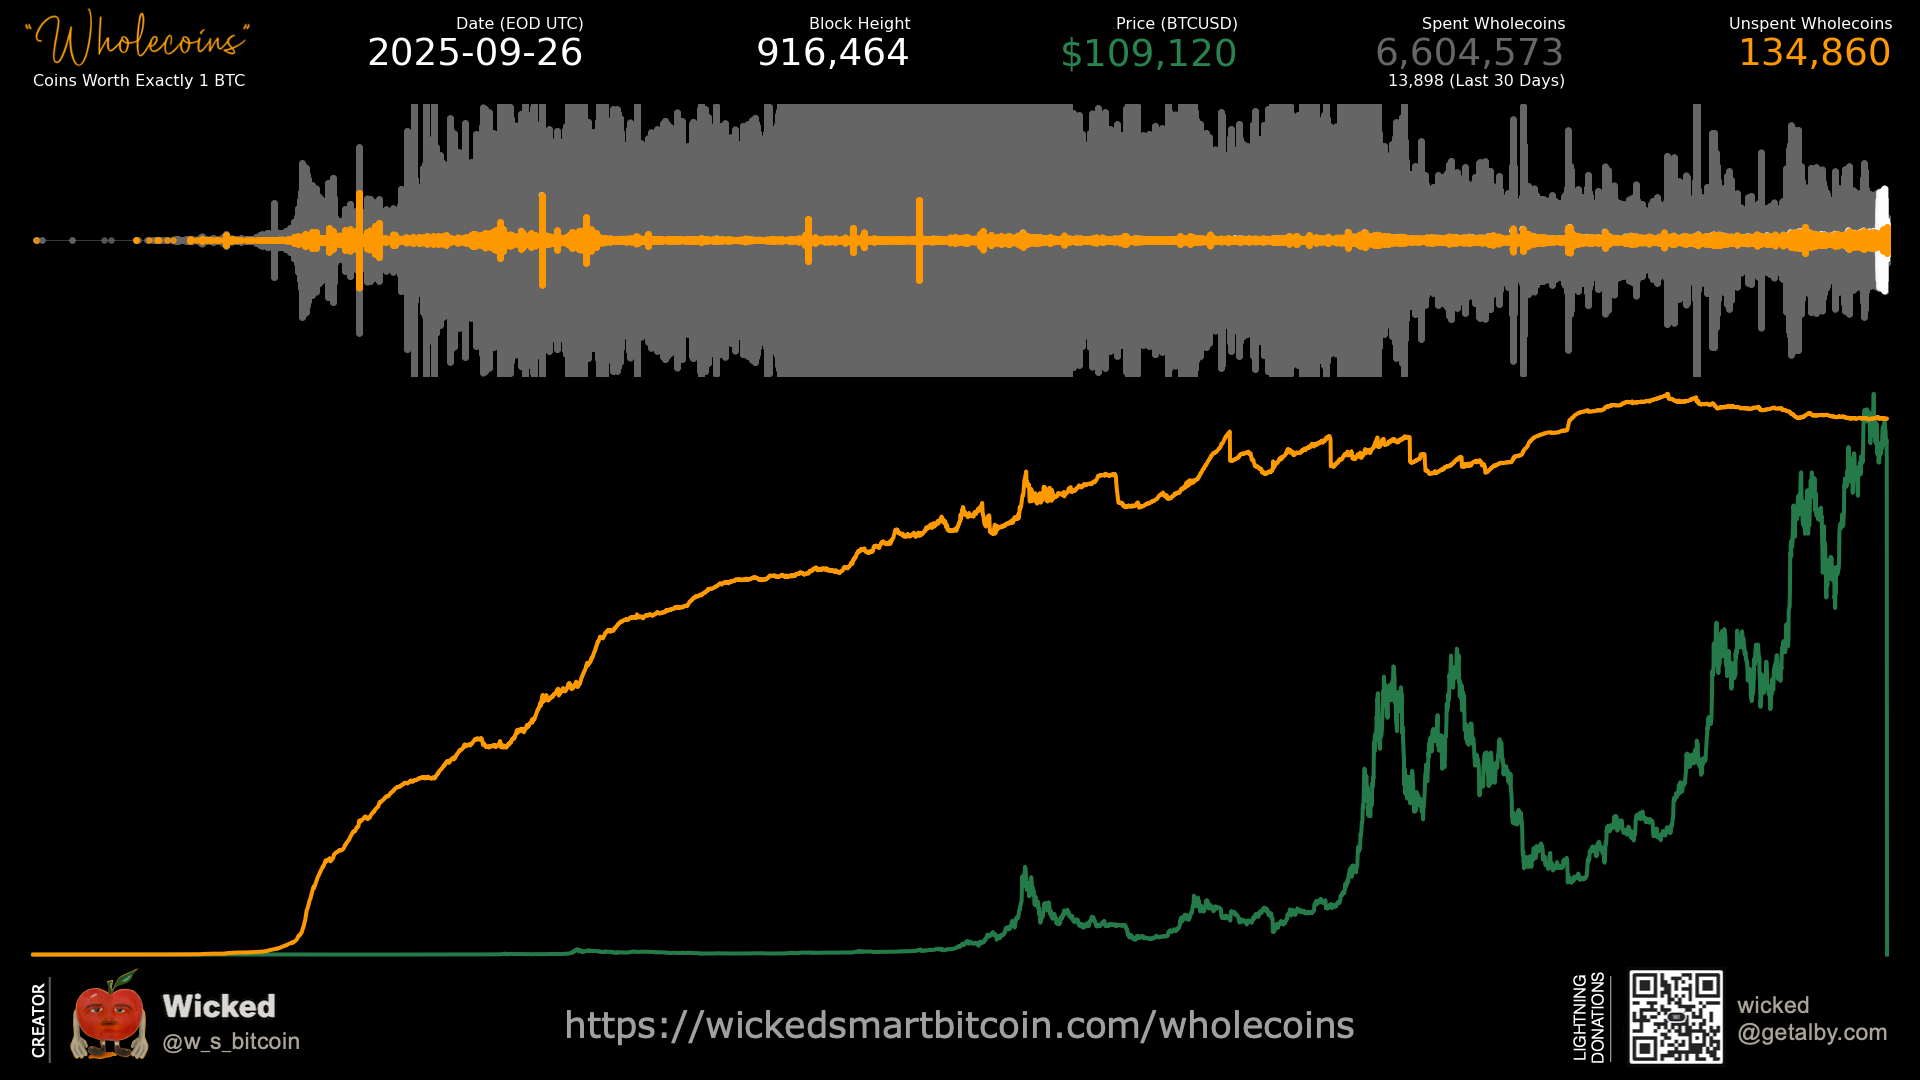 "Wholecoins"
Coins Worth Exactly 1 BTC
Date (EOD UTC)
2025-09-26
Block Height
916,464
Price (BTCUSD)
$109,120
Spent Wholecoins
6,604,573
13,898 (Last 30 Days)
Unspent Wholecoins
134,860
CREATOR
Wicked
@w_s_bitcoin
https://wickedsmartbitcoin.com/wholecoins
LIGHTNING
DONATIONS
wicked
@getalby.com